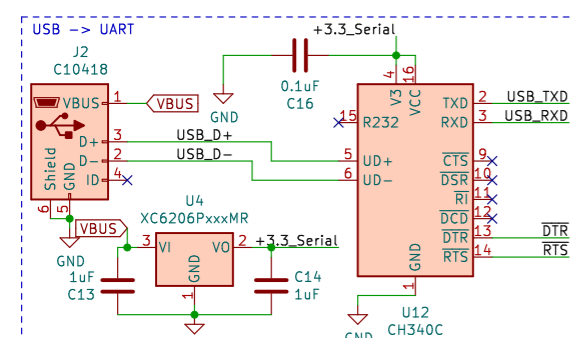 USB -> UART
+3.3_Serial
J2
C10418
0.1uF
C16
GND
4
16
V3
VCC
VBUS
1
VBUS
D+
3
USB_D+
D-
2
USB_D-
ID
4
Shield
GND
6
5
GND
15
R232
5
UD+
6
UD-
TXD
2
USB_TXD
RXD
3
USB_RXD
CTS
9
DSR
10
RI
11
DCD
12
DTR
13
DTR
RTS
14
RTS
GND
1
GND
U12
CH340C
U4
XC6206PxxxMR
VBUS
3
VI
VO
2
+3.3_Serial
GND
1
1uF
C13
C14
1uF